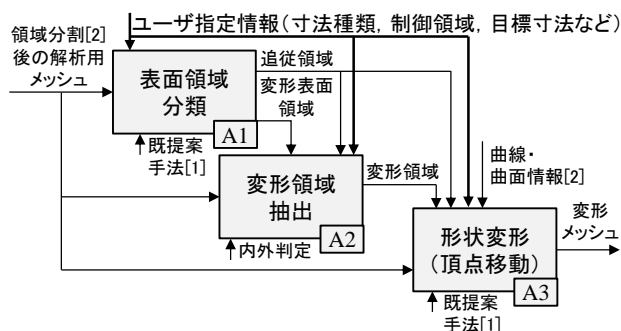 ユーザ指定情報(寸法種類, 制御領域, 目標寸法など)
領域分割[2]
後の解析用
メッシュ
表面領域
分類
A1
追従領域
変形表面
領域
既提案
手法[1]
変形領域
抽出
A2
変形領域
内外判定
曲線・
曲面情報[2]
形状変形
(頂点移動)
A3
変形
メッシュ
既提案
手法[1]